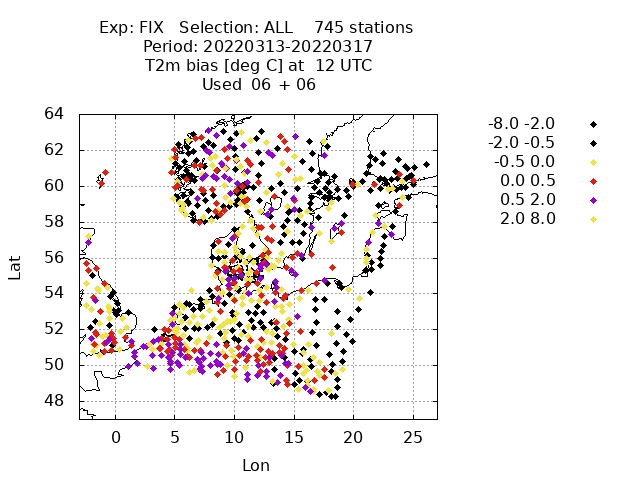 Exp: FIX   Selection: ALL    745 stations
Period: 20220313-20220317
T2m bias [deg C] at  12 UTC
Used  06 + 06
64
62
60
58
56
54
52
50
48
Lat
0 5 10 15 20 25
Lon
-8.0 -2.0
-2.0 -0.5
-0.5 0.0
0.0 0.5
0.5 2.0
2.0 8.0